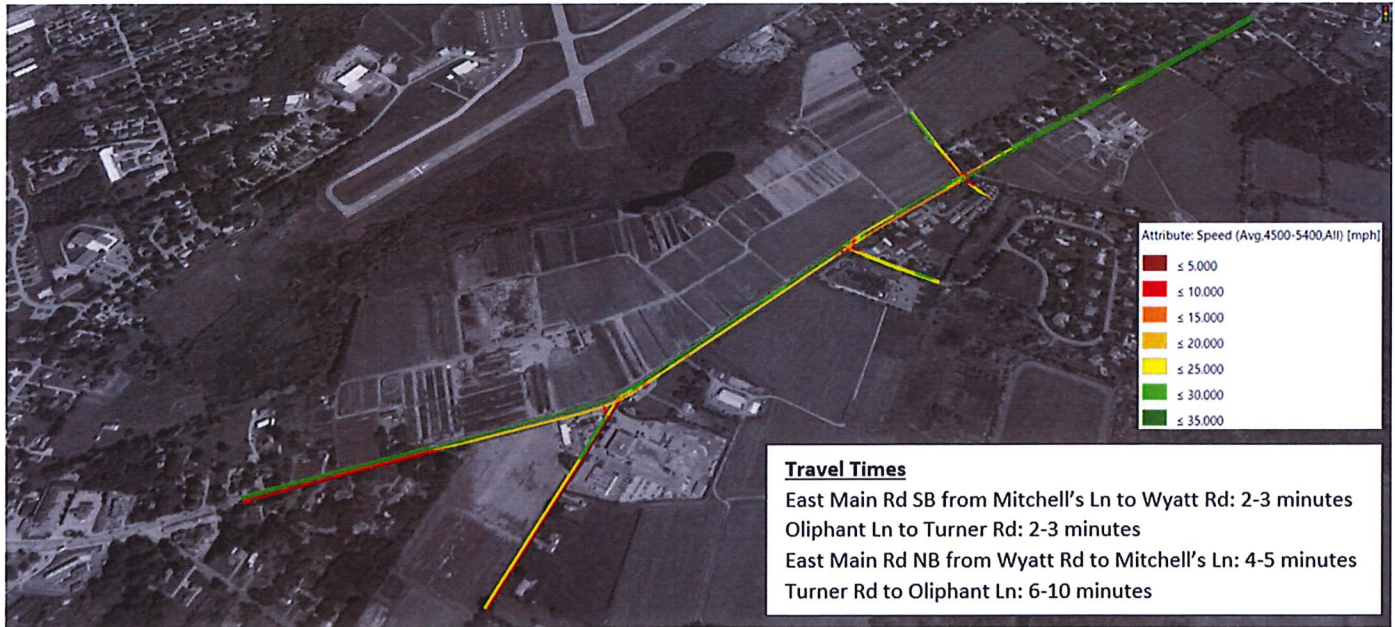 Attribute: Speed (Avg,4500-5400,All) [mph]
≤ 5.000
≤ 10.000
≤ 15.000
≤ 20.000
≤ 25.000
≤ 30.000
≤ 35.000
Travel Times
East Main Rd SB from Mitchell's Ln to Wyatt Rd: 2-3 minutes
Oliphant Ln to Turner Rd: 2-3 minutes
East Main Rd NB from Wyatt Rd to Mitchell's Ln: 4-5 minutes
Turner Rd to Oliphant Ln: 6-10 minutes